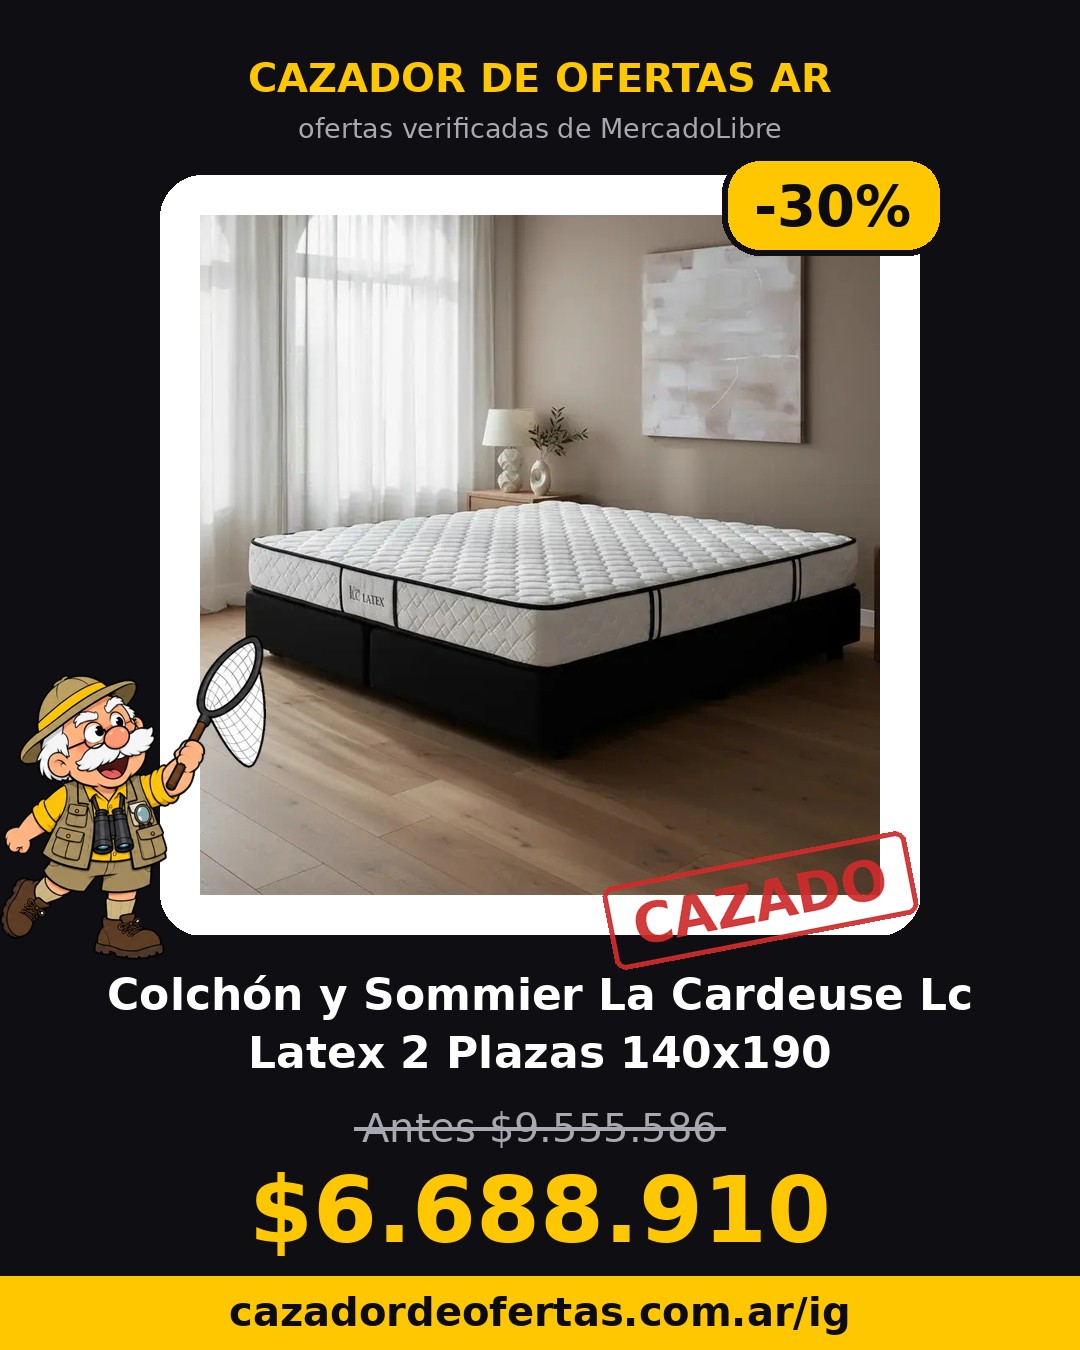 CAZADOR DE OFERTAS AR
ofertas verificadas de MercadoLibre
-30%
LC LATEX
CAZADO
Colchón y Sommier La Cardeuse Lc
Latex 2 Plazas 140x190
Antes $9.555.586
$6.688.910
cazadordeofertas.com.ar/ig